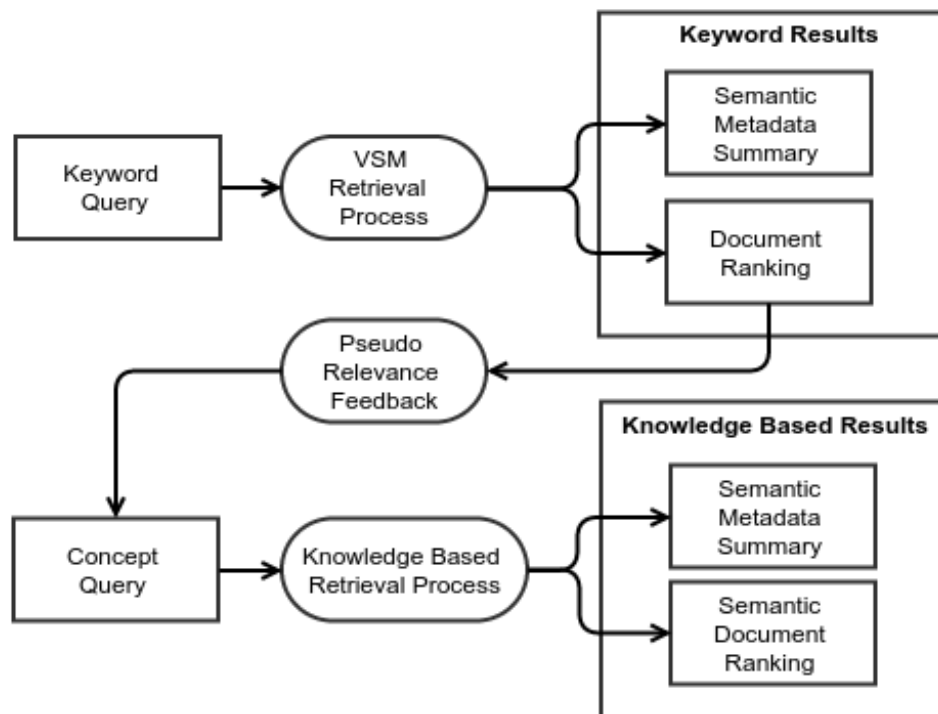 Keyword Results
Semantic
Metadata
Summary
Keyword
Query
VSM
Retrieval
Process
Document
Ranking
Pseudo
Relevance
Feedback
Knowledge Based Results
Semantic
Metadata
Summary
Concept
Query
Knowledge Based
Retrieval Process
Semantic
Document
Ranking